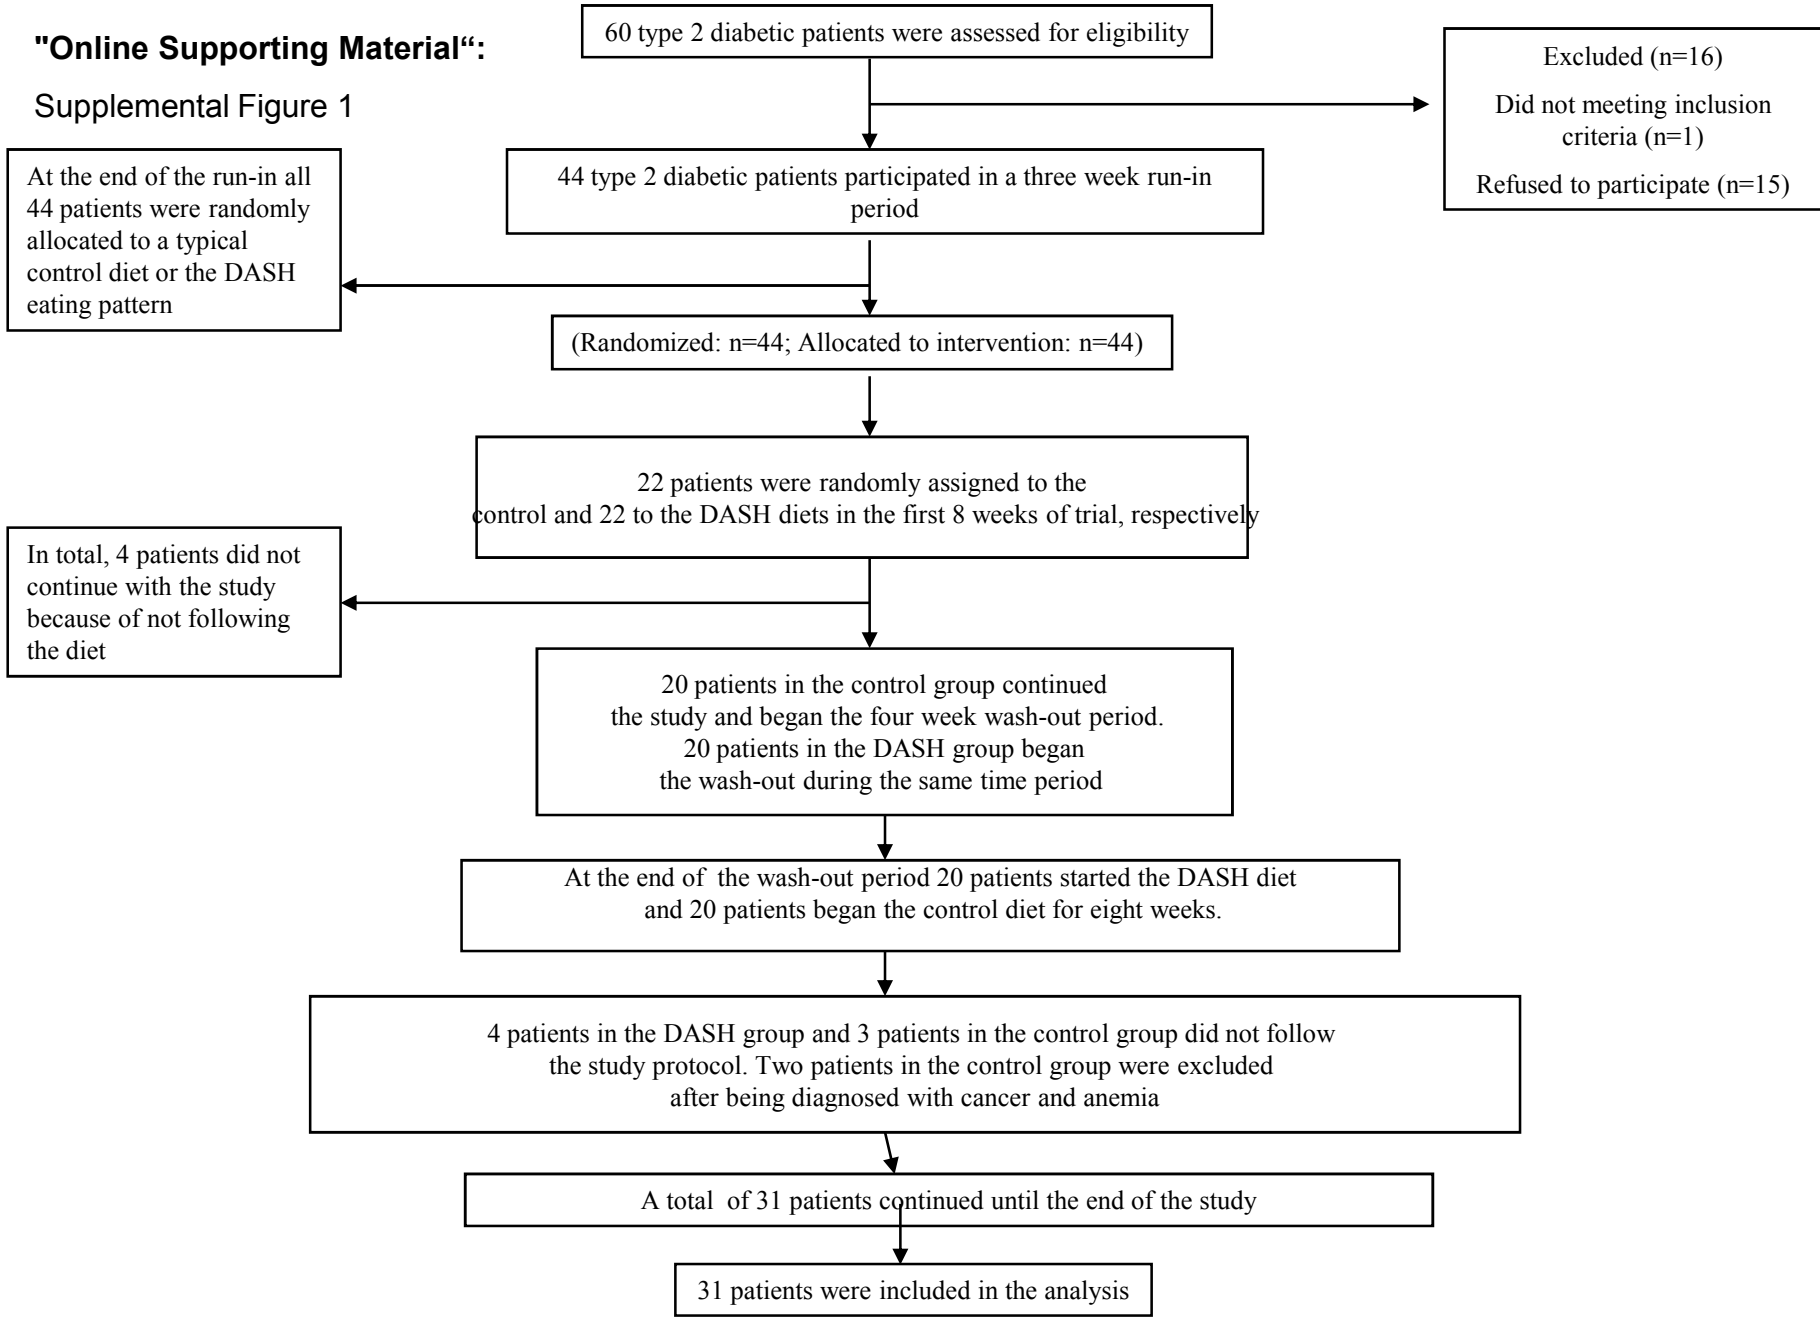 "Online Supporting Material“:
Supplemental Figure 1
60 type 2 diabetic patients were assessed for eligibility
Excluded (n=16)
Did not meeting inclusion
criteria (n=1)
Refused to participate (n=15)
44 type 2 diabetic patients participated in a three week run-in
period
At the end of the run-in all
44 patients were randomly
allocated to a typical
control diet or the DASH
eating pattern
(Randomized: n=44; Allocated to intervention: n=44)
22 patients were randomly assigned to the
control and 22 to the DASH diets in the first 8 weeks of trial, respectively
In total, 4 patients did not
continue with the study
because of not following
the diet
20 patients in the control group continued
the study and began the four week wash-out period.
20 patients in the DASH group began
the wash-out during the same time period
At the end of the wash-out period 20 patients started the DASH diet
and 20 patients began the control diet for eight weeks.
4 patients in the DASH group and 3 patients in the control group did not follow
the study protocol. Two patients in the control group were excluded
after being diagnosed with cancer and anemia
A total of 31 patients continued until the end of the study
31 patients were included in the analysis